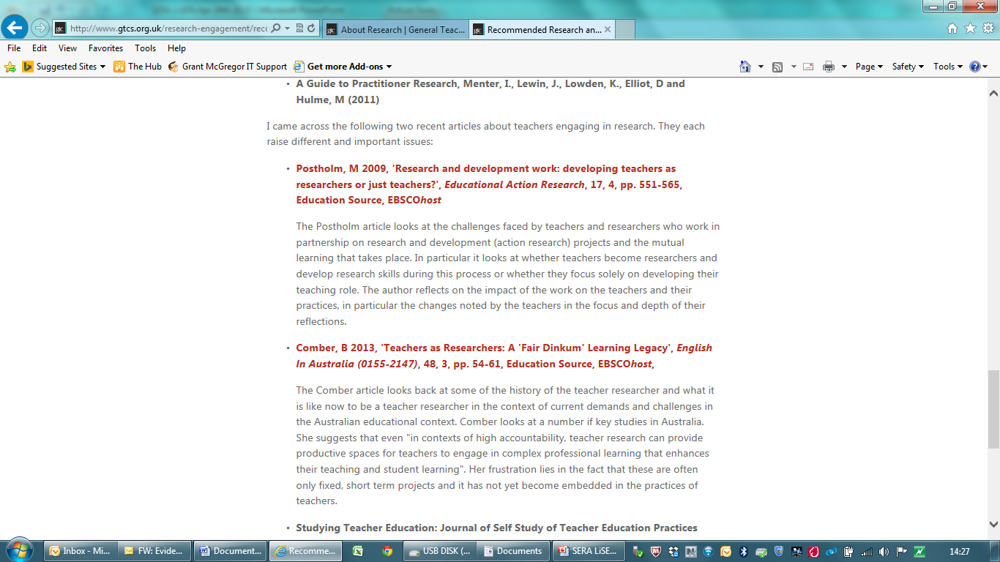 http://www.gtcs.org.uk/research-engagement/reco
About Research | General Teac...
Recommended Research an...
File Edit View Favorites Tools Help
Suggested Sites The Hub Grant McGregor IT Support Get more Add-ons
Page Safety Tools
• A Guide to Practitioner Research, Menter, I., Lewin, J., Lowden, K., Elliot, D and
Hulme, M (2011)
I came across the following two recent articles about teachers engaging in research. They each
raise different and important issues:
• Postholm, M 2009, 'Research and development work: developing teachers as
researchers or just teachers?', Educational Action Research, 17, 4, pp. 551-565,
Education Source, EBSCOhost
The Postholm article looks at the challenges faced by teachers and researchers who work in
partnership on research and development (action research) projects and the mutual
learning that takes place. In particular it looks at whether teachers become researchers and
develop research skills during this process or whether they focus solely on developing their
teaching role. The author reflects on the impact of the work on the teachers and their
practices, in particular the changes noted by the teachers in the focus and depth of their
reflections.
• Comber, B 2013, 'Teachers as Researchers: A 'Fair Dinkum' Learning Legacy', English
In Australia (0155-2147), 48, 3, pp. 54-61, Education Source, EBSCOhost,
The Comber article looks back at some of the history of the teacher researcher and what it
is like now to be a teacher researcher in the context of current demands and challenges in
the Australian educational context. Comber looks at a number if key studies in Australia.
She suggests that even "in contexts of high accountability, teacher research can provide
productive spaces for teachers to engage in complex professional learning that enhances
their teaching and student learning". Her frustration lies in the fact that these are often
only fixed, short term projects and it has not yet become embedded in the practices of
teachers.
• Studying Teacher Education: Journal of Self Study of Teacher Education Practices
Inbox - Mi... FW: Evide... Document... Recomme... USB DISK (... Documents SERA LiSE... 14:27